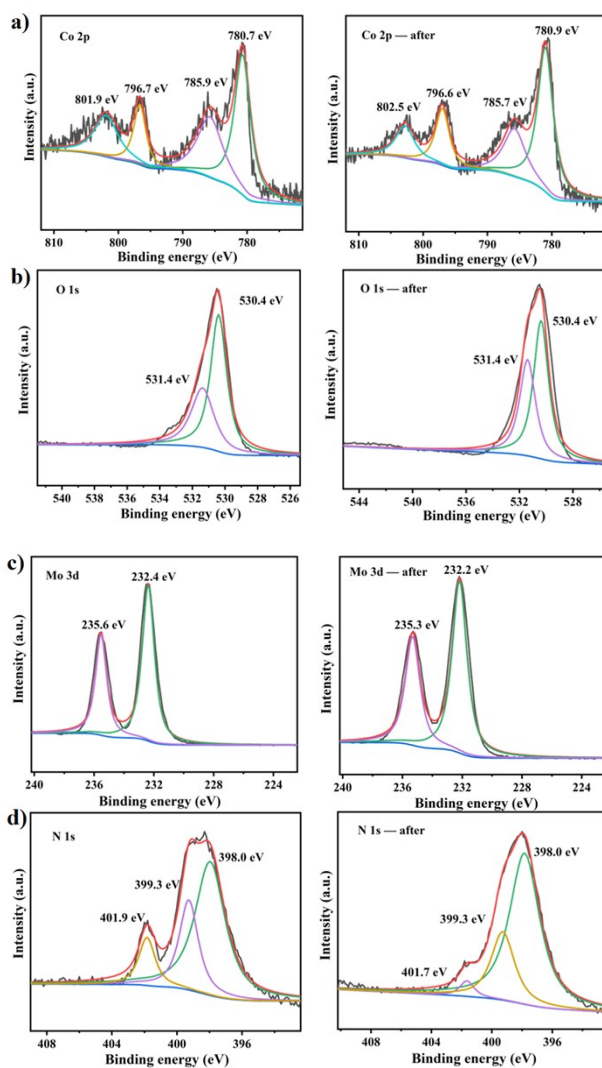 a)
Co 2p
780.7 eV
796.7 eV
785.9 eV
801.9 eV
Intensity (a.u.)
810 800 790 780
Binding energy (eV)
Co 2p — after
780.9 eV
796.6 eV
785.7 eV
802.5 eV
Intensity (a.u.)
810 800 790 780
Binding energy (eV)
b)
O 1s
530.4 eV
531.4 eV
Intensity (a.u.)
540 538 536 534 532 530 528 526
Binding energy (eV)
O 1s — after
530.4 eV
531.4 eV
Intensity (a.u.)
544 540 536 532 528
Binding energy (eV)
c)
Mo 3d
232.4 eV
235.6 eV
Intensity (a.u.)
240 236 232 228 224
Binding energy (eV)
Mo 3d — after
232.2 eV
235.3 eV
Intensity (a.u.)
240 236 232 228 224
Binding energy (eV)
d)
N 1s
398.0 eV
399.3 eV
401.9 eV
Intensity (a.u.)
408 404 400 396
Binding energy (eV)
N 1s — after
398.0 eV
399.3 eV
401.7 eV
Intensity (a.u.)
408 404 400 396
Binding energy (eV)